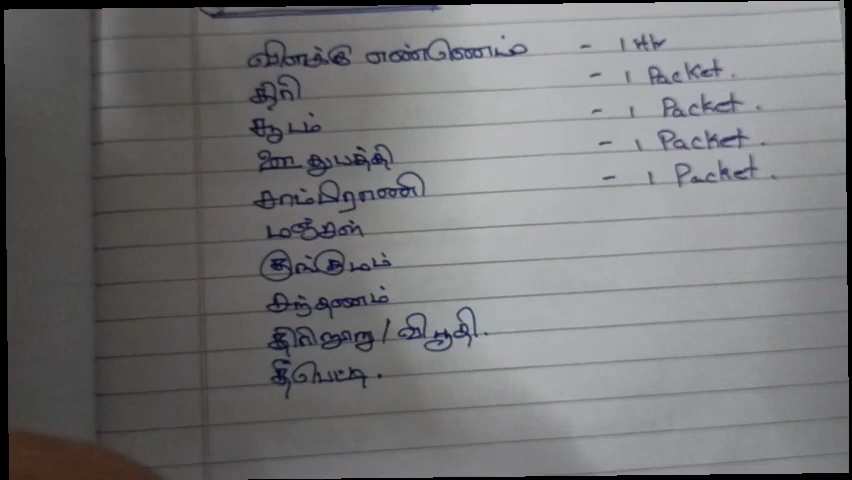 விளக்கு எண்ணெய் - 1 ltr
திரி - 1 Packet.
சூடம் - 1 Packet.
ஊதுபத்தி - 1 Packet.
சாம்பிராணி - 1 Packet.
மஞ்சள்
குங்குமம்
சந்தணம்
திரிநூறு / விபூதி.
தீபெட்டி.